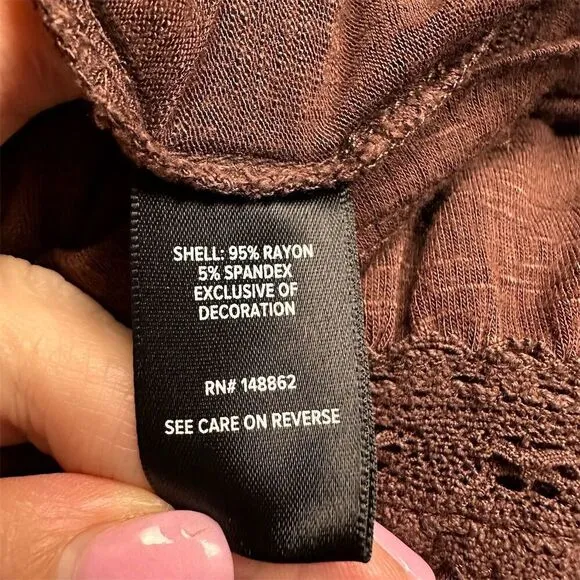 SHELL: 95% RAYON
5% SPANDEX
EXCLUSIVE OF
DECORATION
RN# 148862
SEE CARE ON REVERSE